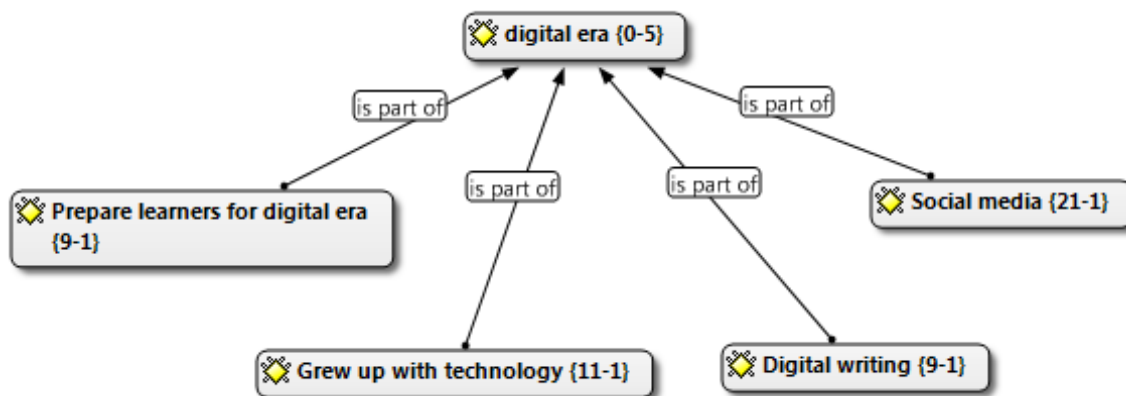 digital era {0-5}
is part of
is part of
is part of
is part of
Prepare learners for digital era
{9-1}
Social media {21-1}
Grew up with technology {11-1}
Digital writing {9-1}